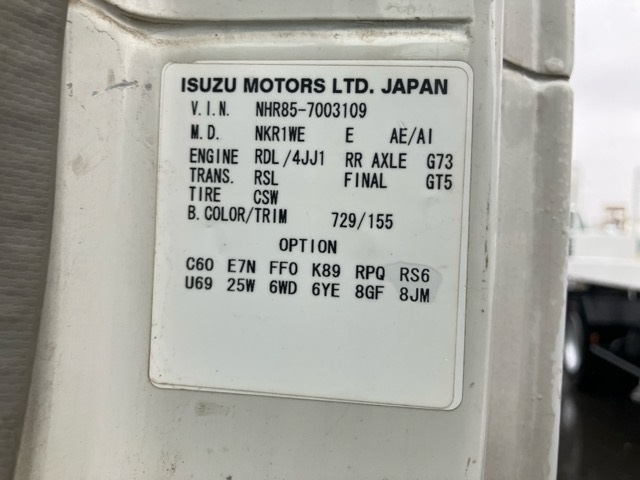 ISUZU MOTORS LTD. JAPAN
V.I.N. NHR85-7003109
M.D. NKR1WE E AE/AI
ENGINE RDL/4JJ1 RR AXLE G73
TRANS. RSL FINAL GT5
TIRE CSW
B.COLOR/TRIM 729/155
OPTION
C60 E7N FF0 K89 RPQ RS6
U69 25W 6WD 6YE 8GF 8JM